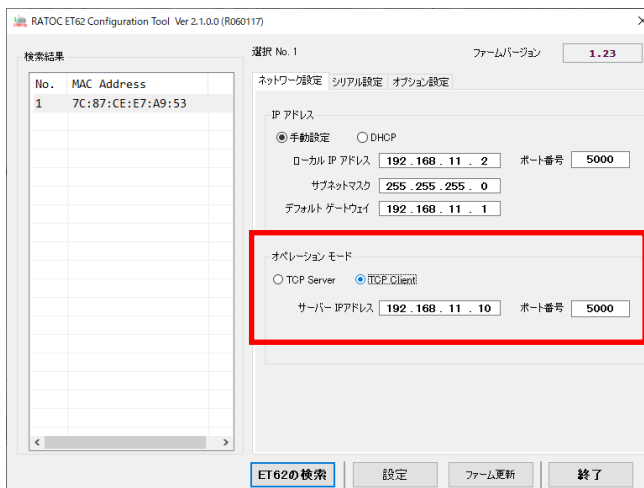 RATOC ET62 Configuration Tool Ver 2.1.0.0 (R060117)
検索結果
No. MAC Address
1 7C:87:CE:E7:A9:53
選択 No. 1 ファームバージョン 1.23
ネットワーク設定 シリアル設定 オプション設定
IP アドレス
手動設定 DHCP
ローカル IP アドレス 192 . 168 . 11 . 2 ポート番号 5000
サブネットマスク 255 . 255 . 255 . 0
デフォルト ゲートウェイ 192 . 168 . 11 . 1
オペレーション モード
TCP Server TCP Client
サーバー IPアドレス 192 . 168 . 11 . 10 ポート番号 5000
ET62の検索 設定 ファーム更新 終了